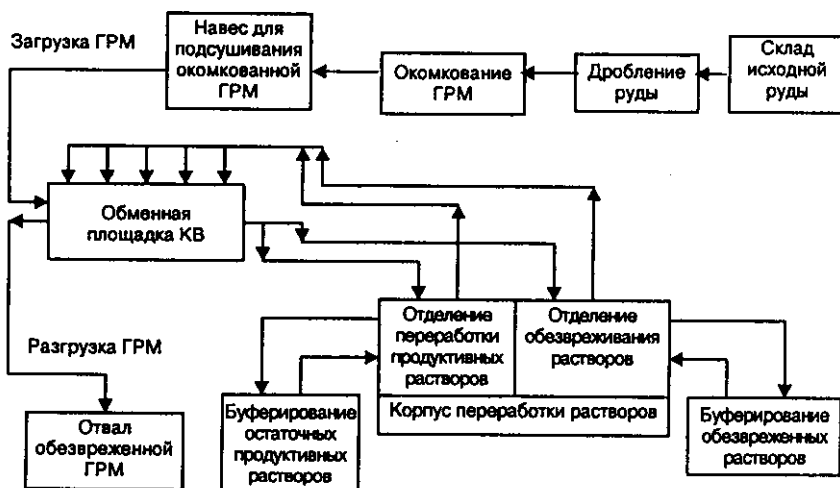 Загрузка ГРМ
Навес для
подсушивания
окомкованной
ГРМ
Окомкование
ГРМ
Дробление
руды
Склад
исходной
руды
Обменная
площадка КВ
Разгрузка ГРМ
Отвал
обезвреженной
ГРМ
Отделение
переработки
продуктивных
растворов
Отделение
обезвреживания
растворов
Корпус переработки растворов
Буферирование
остаточных
продуктивных
растворов
Буферирование
обезвреженных
растворов